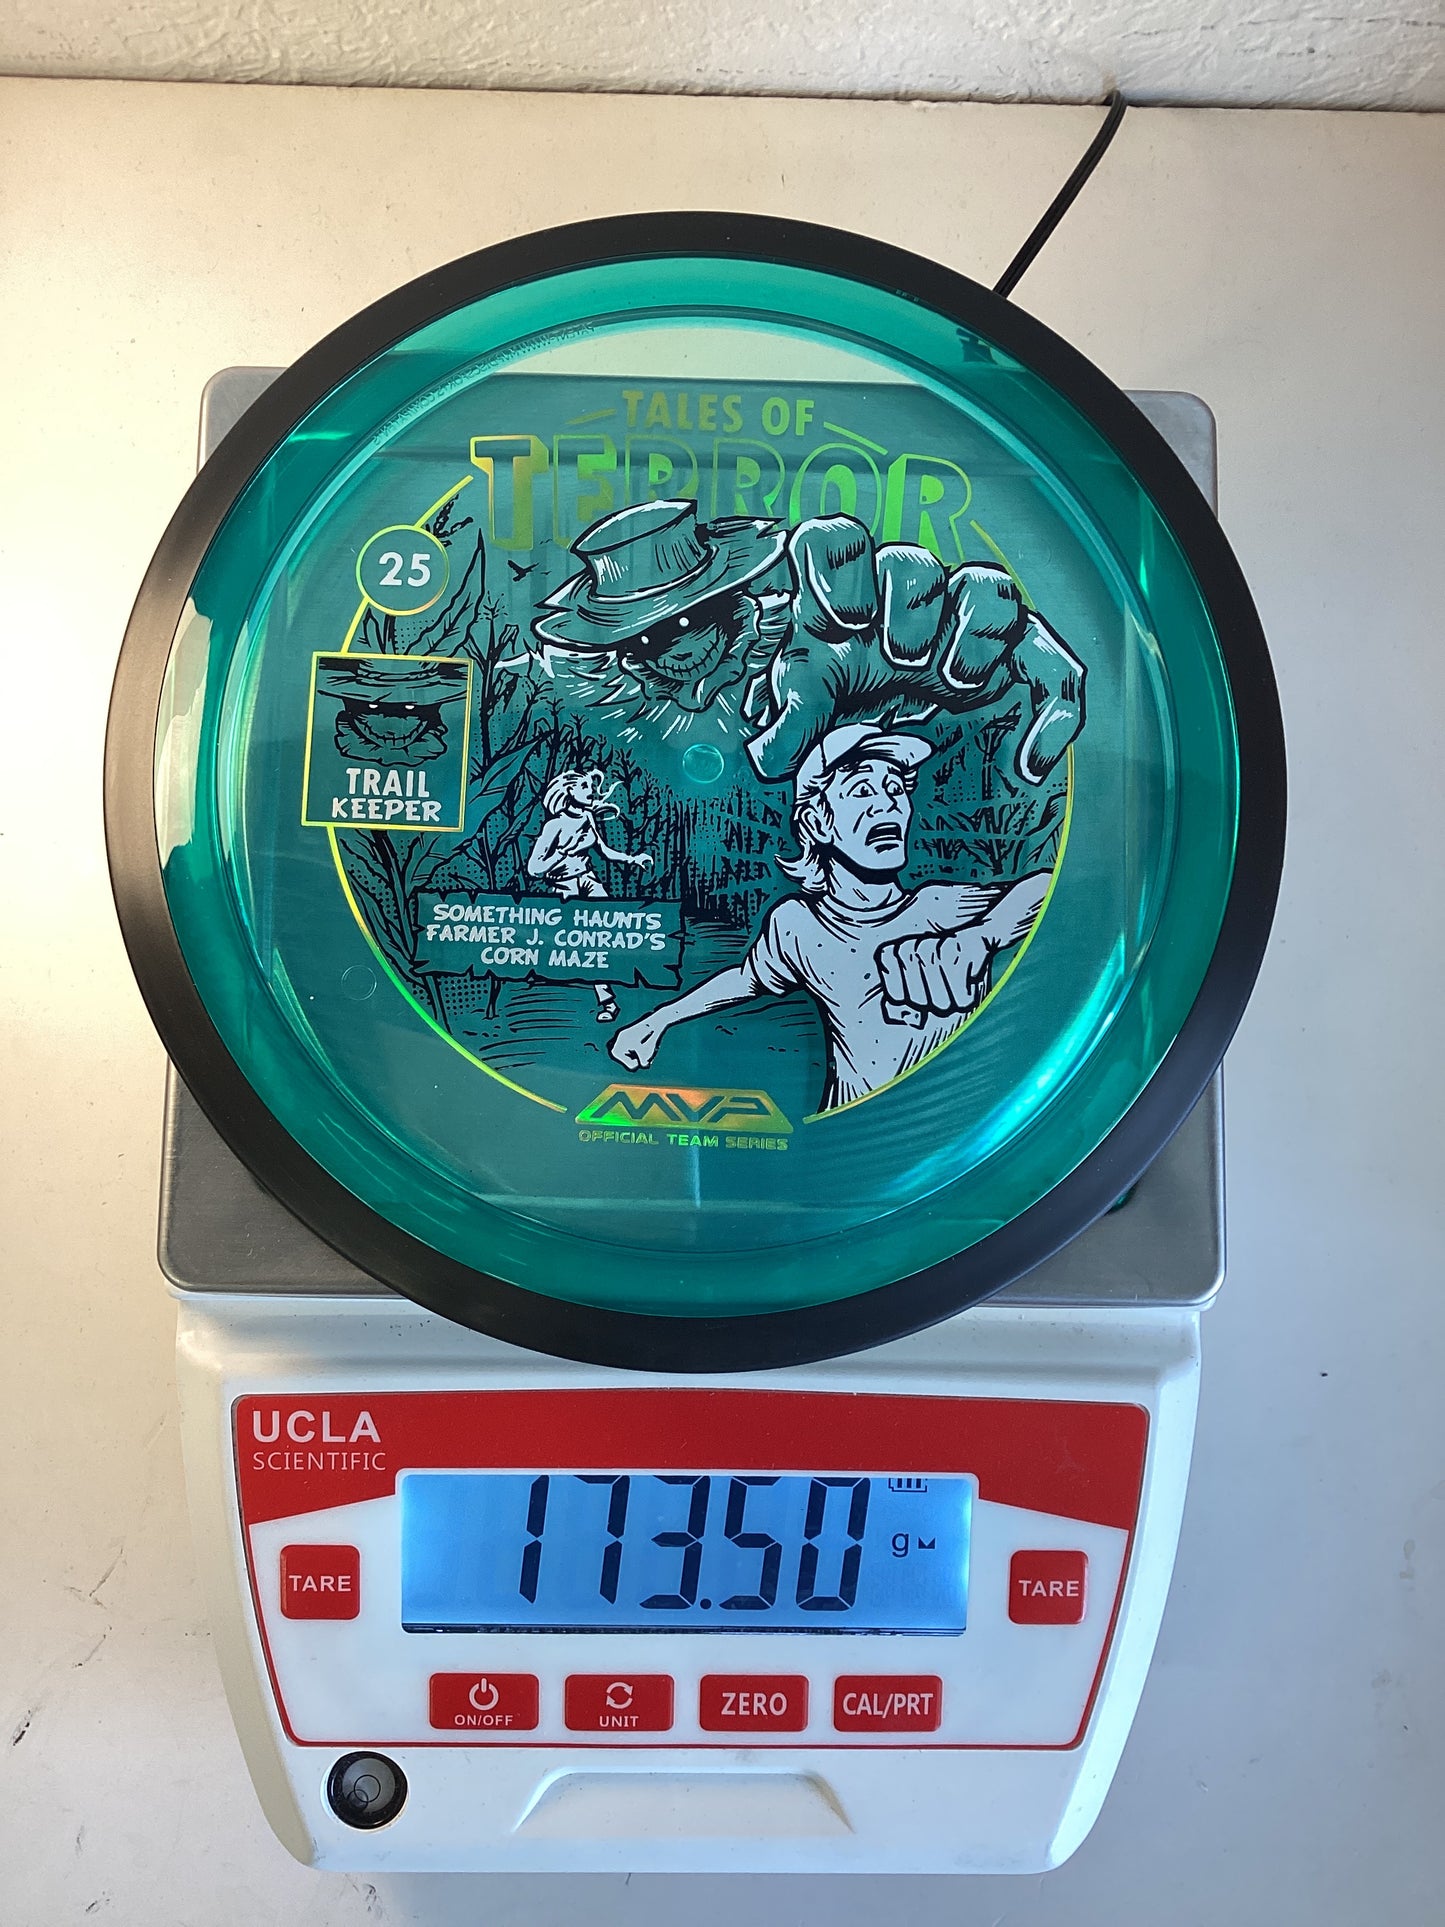 TALES OF
TERROR
25
TRAIL
KEEPER
SOMETHING HAUNTS
FARMER J. CONRAD'S
CORN MAZE
MVP
OFFICIAL TEAM SERIES
UCLA
SCIENTIFIC
173.50 g
TARE
TARE
ON/OFF
UNIT
ZERO
CAL/PRT